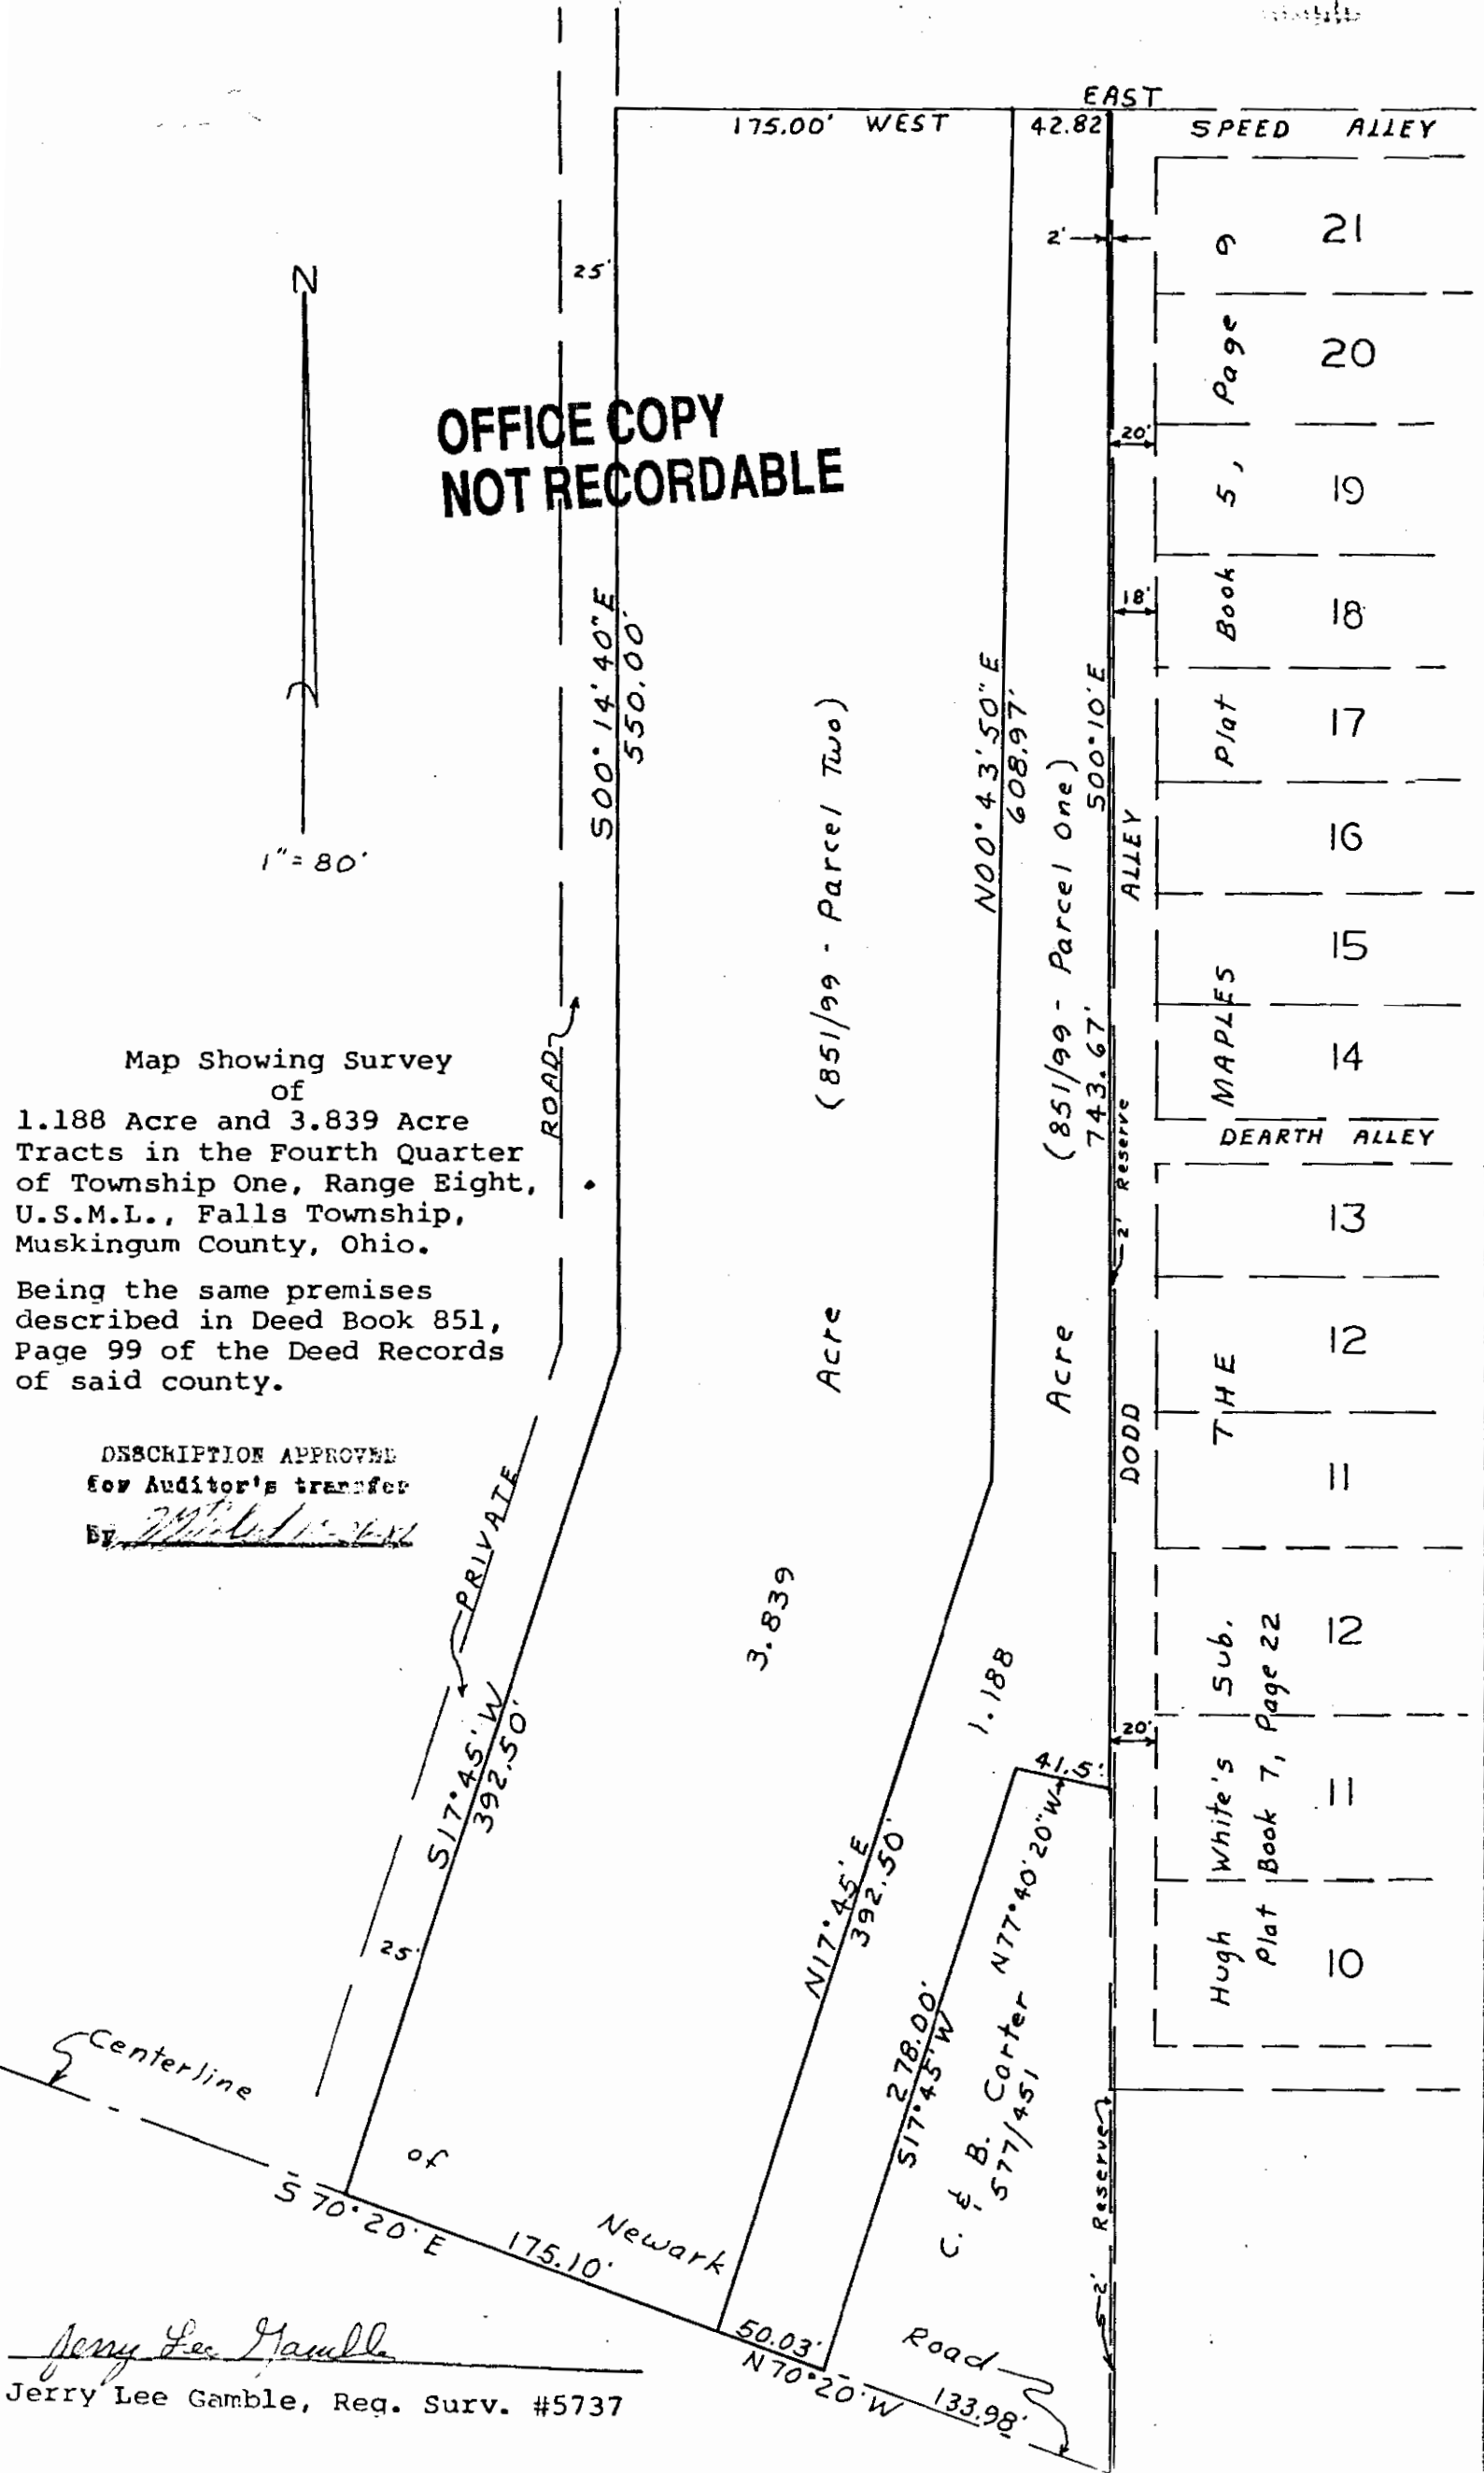 EAST
175.00' WEST
42.82
SPEED ALLEY
N
25'
2'
21
20
19
18
17
16
15
14
DEARTH ALLEY
13
12
11
12
11
10
THE MAPLES Plat Book 5, Page 9
20'
18'
OFFICE COPY
NOT RECORDABLE
1"=80'
S00°14'40"E
550.00'
(851/99 - Parcel Two)
N00°43'50"E
608.97'
(851/99 - Parcel One)
S00°10'E
743.67'
DODD ALLEY
2' Reserve
Map Showing Survey
of
1.188 Acre and 3.839 Acre
Tracts in the Fourth Quarter
of Township One, Range Eight,
U.S.M.L., Falls Township,
Muskingum County, Ohio.
Being the same premises
described in Deed Book 851,
Page 99 of the Deed Records
of said county.
DESCRIPTION APPROVED
for Auditor's transfer
By
PRIVATE ROAD
3.839 Acre
1.188 Acre
Hugh White's Sub.
Plat Book 7, Page 22
20'
41.5'
N77°40'20"W
S17°45'W
392.50'
N17°45'E
392.50'
278.00'
S17°45'W
C. & B. Carter
577/451
25'
Centerline of Newark Road
S 70°20' E
175.10'
50.03'
N70°20'W
133.98'
2' Reserve
Jerry Lee Gamble
Jerry Lee Gamble, Reg. Surv. #5737